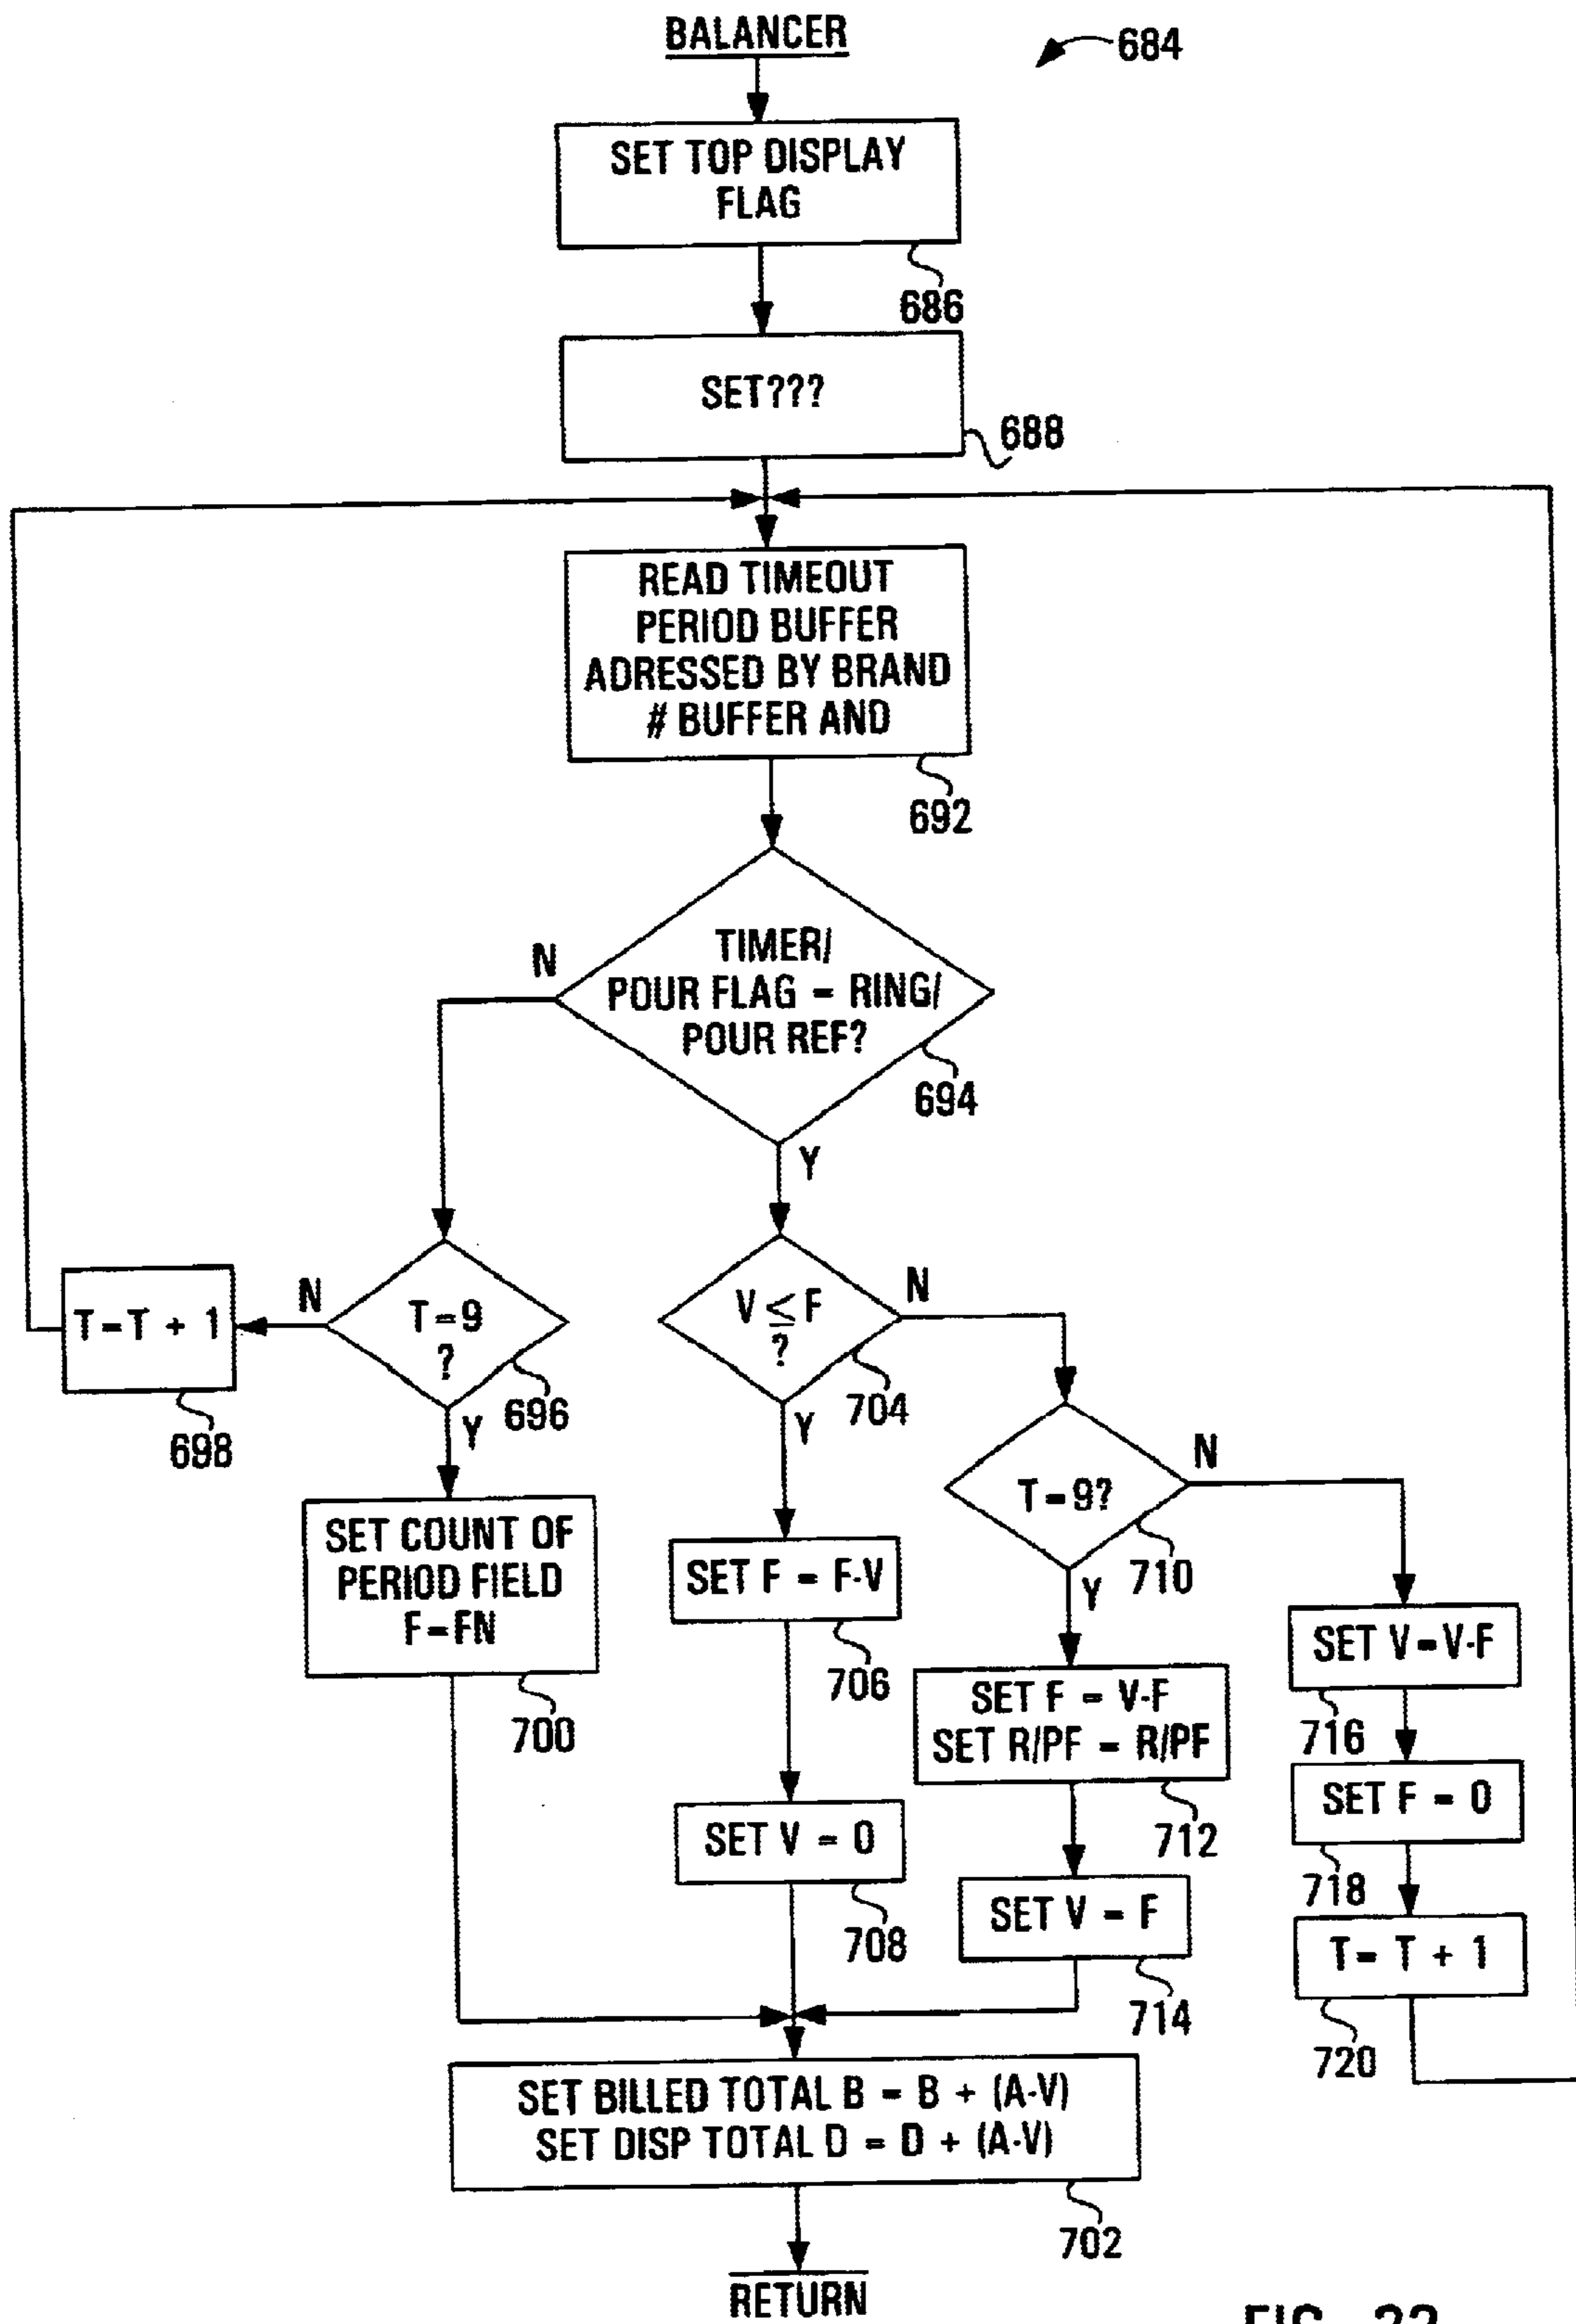 BALANCER
684
SET TOP DISPLAY
FLAG
686
SET???
688
READ TIMEOUT
PERIOD BUFFER
ADRESSED BY BRAND
# BUFFER AND
692
TIMER/
POUR FLAG = RING/
POUR REF?
N
694
Y
T=T + 1
698
N
T=9
?
696
Y
V ≤ F
?
N
704
Y
T=9?
N
710
Y
SET COUNT OF
PERIOD FIELD
F=FN
700
SET F = F-V
706
SET V = 0
708
SET F = V-F
SET R/PF = R/PF
712
SET V = F
714
SET V=V-F
716
SET F = 0
718
T= T + 1
720
SET BILLED TOTAL B = B + (A-V)
SET DISP TOTAL D = D + (A-V)
702
RETURN